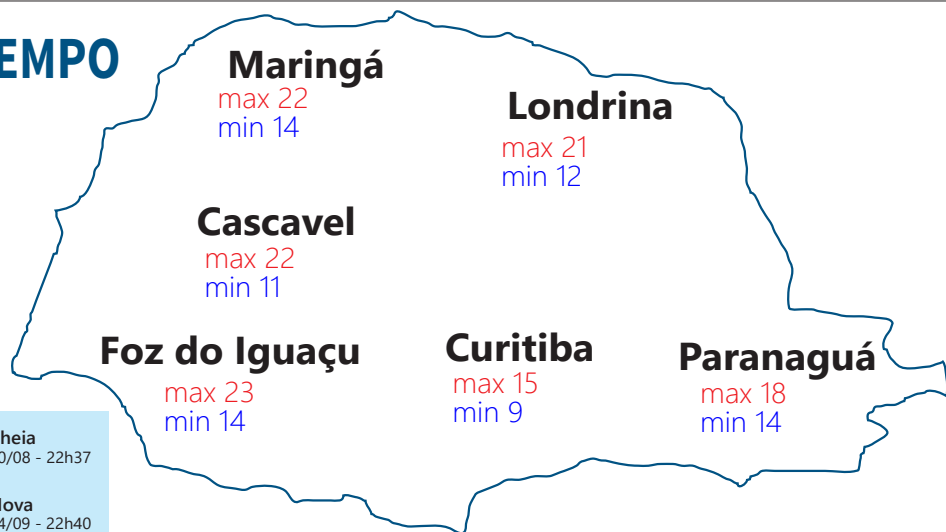 EMPO
Maringá
max 22
min 14
Londrina
max 21
min 12
Cascavel
max 22
min 11
Foz do Iguaçu
max 23
min 14
Curitiba
max 15
min 9
Paranaguá
max 18
min 14
heia
0/08 - 22h37
ova
4/09 - 22h40